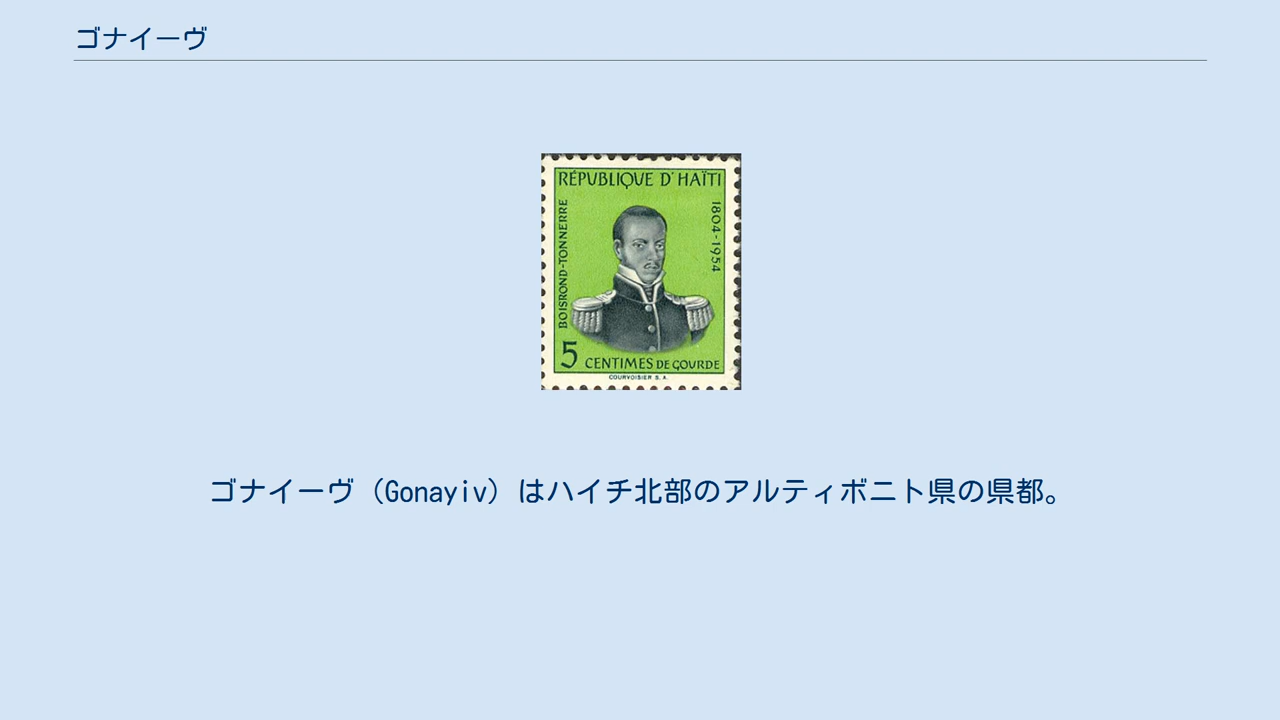 ゴナイーヴ
RÉPUBLIQUE D'HAÏTI
BOISROND-TONNERRE
1804-1954
5 CENTIMES DE GOURDE
COURVOISIER S.A.
ゴナイーヴ（Gonayiv）はハイチ北部のアルティボニト県の県都。